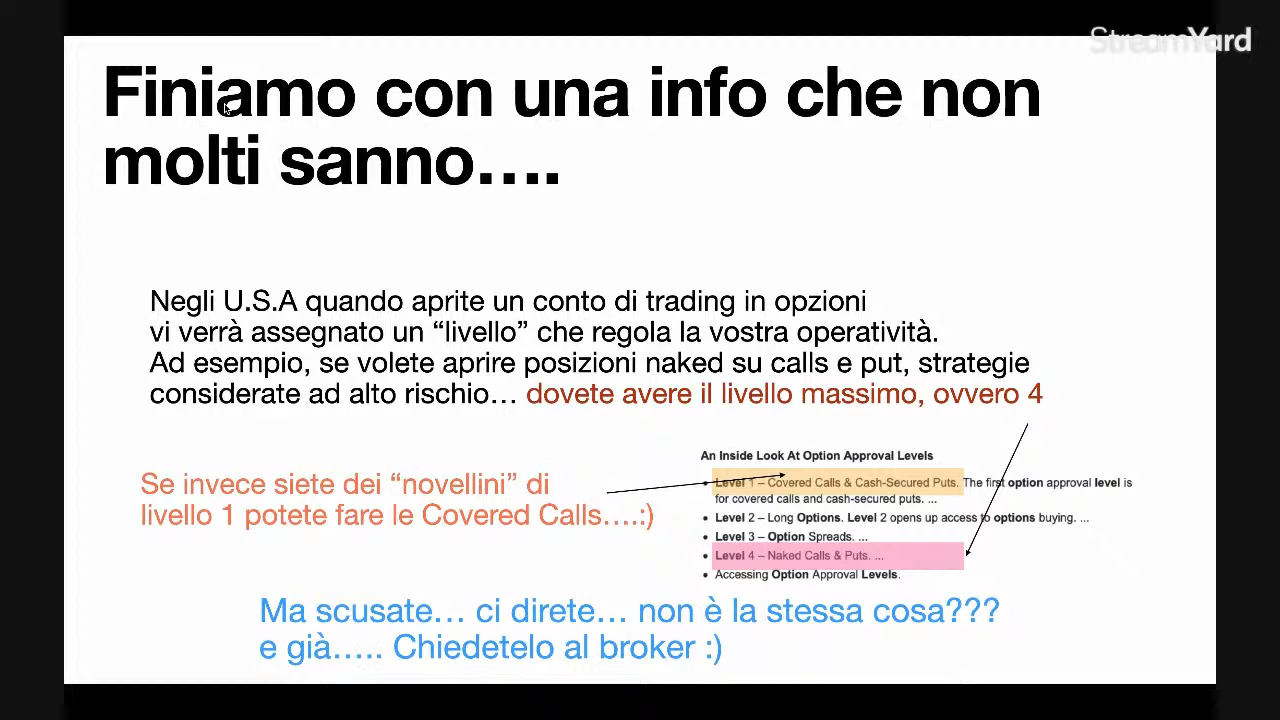 StreamYard
Finiamo con una info che non
molti sanno….
Negli U.S.A quando aprite un conto di trading in opzioni
vi verrà assegnato un “livello” che regola la vostra operatività.
Ad esempio, se volete aprire posizioni naked su calls e put, strategie
considerate ad alto rischio… dovete avere il livello massimo, ovvero 4
An Inside Look At Option Approval Levels
Se invece siete dei “novellini” di
livello 1 potete fare le Covered Calls….:)
Level 1 – Covered Calls & Cash-Secured Puts. The first option approval level is
for covered calls and cash-secured puts. ...
Level 2 – Long Options. Level 2 opens up access to options buying. ...
Level 3 – Option Spreads. ...
Level 4 – Naked Calls & Puts. ...
Accessing Option Approval Levels.
Ma scusate… ci direte… non è la stessa cosa???
e già….. Chiedetelo al broker :)